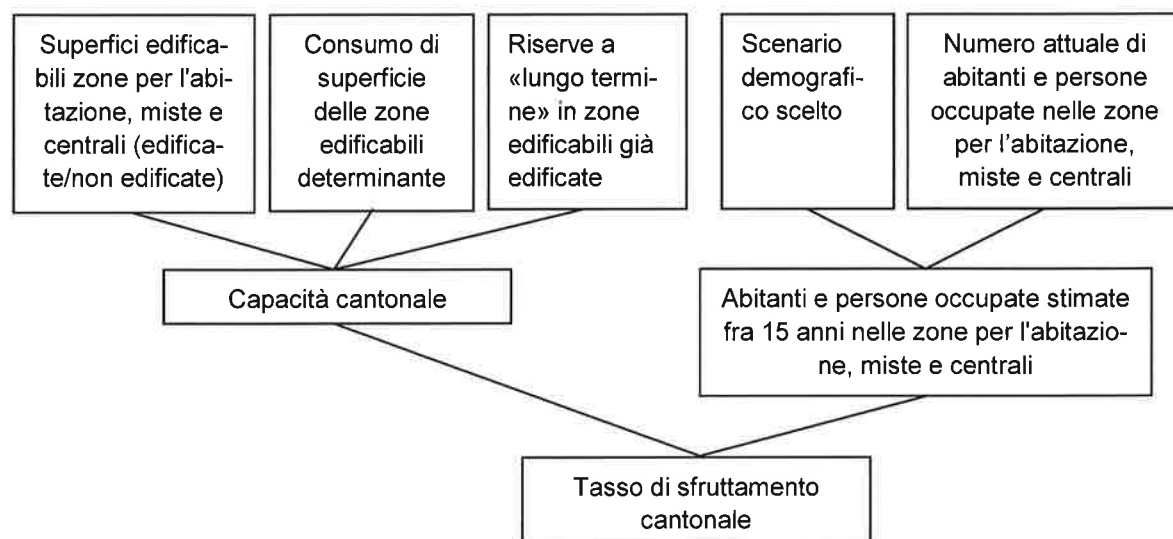 Superfici edifica-
bili zone per l'abi-
tazione, miste e
centrali (edifica-
te/non edificate)
Consumo di
superficie
delle zone
edificabili
determinante
Riserve a
«lungo termi-
ne» in zone
edificabili già
edificate
Scenario
demografi-
co scelto
Numero attuale di
abitanti e persone
occupate nelle zone
per l'abitazione,
miste e centrali
Capacità cantonale
Abitanti e persone occupate stimate
fra 15 anni nelle zone per l'abitazio-
ne, miste e centrali
Tasso di sfruttamento
cantonale